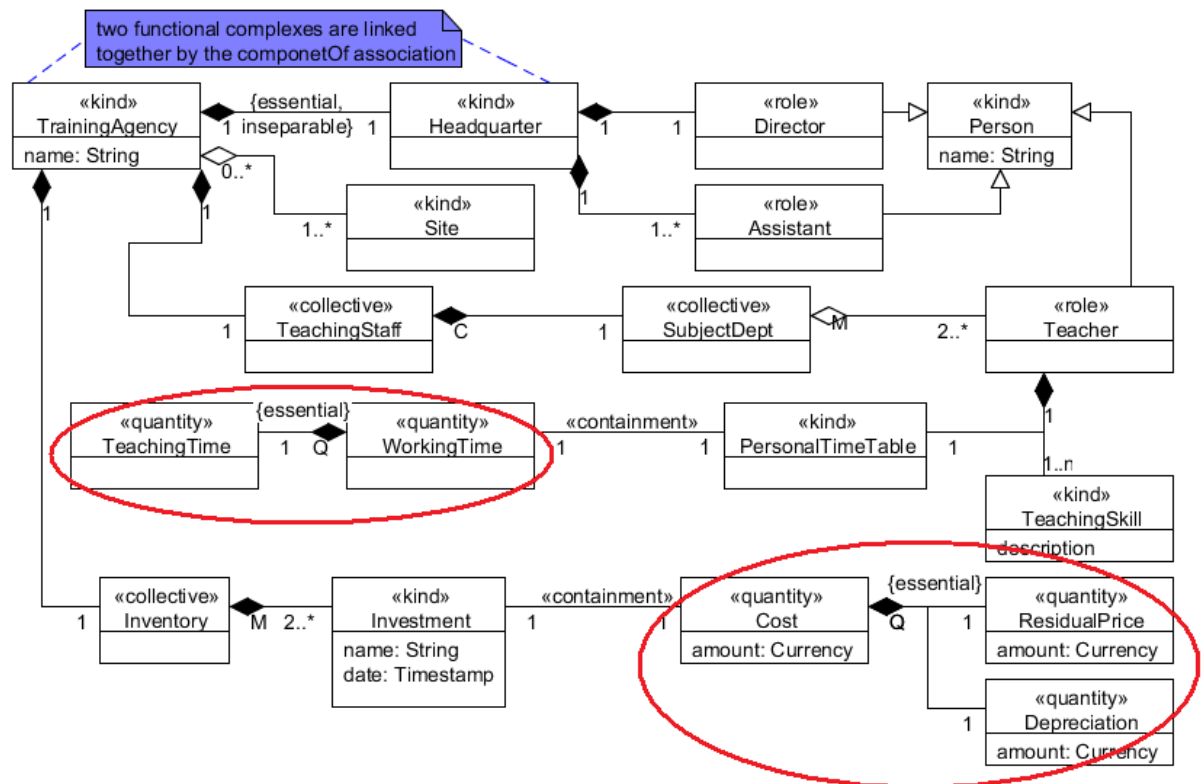 two functional complexes are linked
together by the componetOf association
«kind»
TrainingAgency
name: String
1
{essential,
inseparable}
1
«kind»
Headquarter
1
1
«role»
Director
«kind»
Person
name: String
0..*
1..*
«kind»
Site
1
1..*
«role»
Assistant
1
1
1
«collective»
TeachingStaff
C
1
«collective»
SubjectDept
M
2..*
«role»
Teacher
«quantity»
TeachingTime
{essential}
1
Q
«quantity»
WorkingTime
«containment»
1
1
«kind»
PersonalTimeTable
1
1
1..n
«kind»
TeachingSkill
description
1
«collective»
Inventory
M
2..*
«kind»
Investment
name: String
date: Timestamp
«containment»
1
1
«quantity»
Cost
amount: Currency
{essential}
Q
1
«quantity»
ResidualPrice
amount: Currency
1
«quantity»
Depreciation
amount: Currency